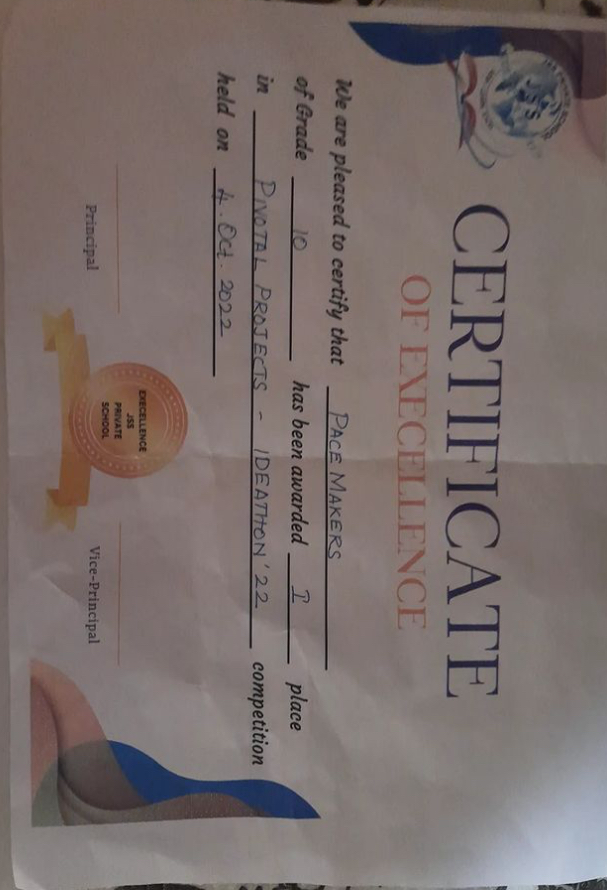 JSS PRIVATE SCHOOL
JSS
CERTIFICATE
OF EXECELLENCE
We are pleased to certify that PACE MAKERS
of Grade 10 has been awarded I place
in PIVOTAL PROJECTS - IDEATHON '22 competition
held on 4. Oct. 2022
EXECELLENCE
JSS
PRIVATE
SCHOOL
Principal
Vice-Principal